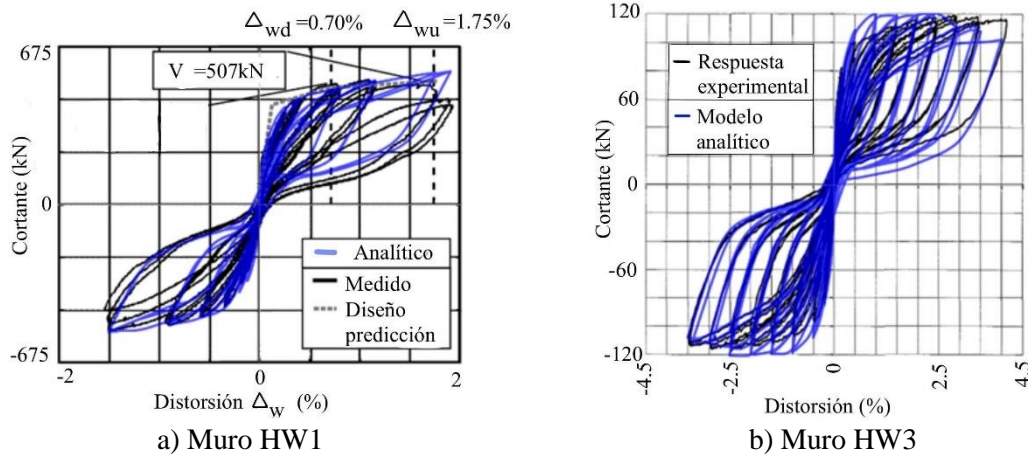 Δwd =0.70% Δwu =1.75%
675
V =507kN
Cortante (kN)
0
Analítico
Medido
Diseño
predicción
-675
-2 0 2
Distorsión Δw (%)
a) Muro HW1
120
Respuesta
experimental
60
Modelo
analítico
Cortante (kN)
0
-60
-120
-4.5 -2.5 0 2.5 4.5
Distorsión (%)
b) Muro HW3